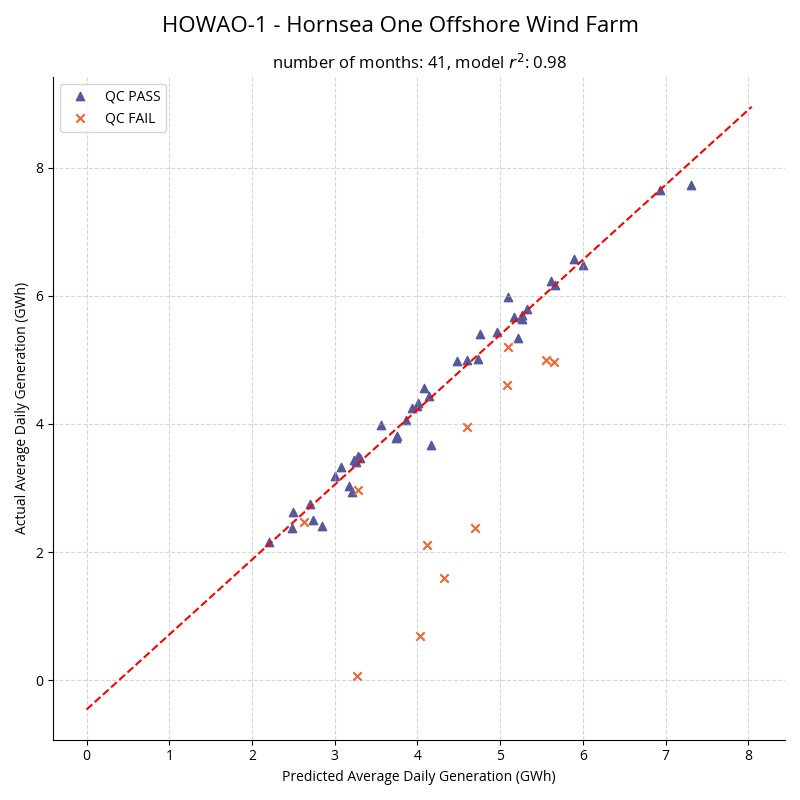 HOWAO-1 - Hornsea One Offshore Wind Farm
number of months: 41, model r²: 0.98
QC PASS
QC FAIL
8
6
4
2
0
Actual Average Daily Generation (GWh)
0 1 2 3 4 5 6 7 8
Predicted Average Daily Generation (GWh)